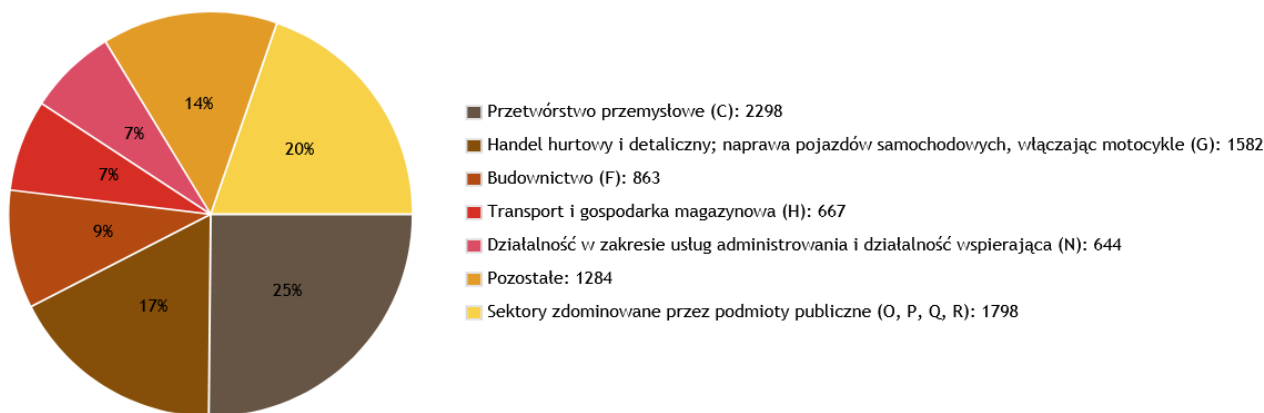 14%
20%
7%
7%
9%
17%
25%
Przetwórstwo przemysłowe (C): 2298
Handel hurtowy i detaliczny; naprawa pojazdów samochodowych, włączając motocykle (G): 1582
Budownictwo (F): 863
Transport i gospodarka magazynowa (H): 667
Działalność w zakresie usług administrowania i działalność wspierająca (N): 644
Pozostałe: 1284
Sektory zdominowane przez podmioty publiczne (O, P, Q, R): 1798